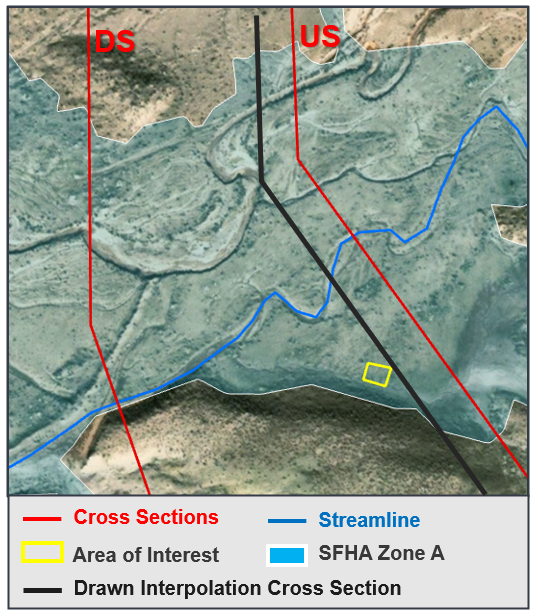 DS
US
Cross Sections
Streamline
Area of Interest
SFHA Zone A
Drawn Interpolation Cross Section